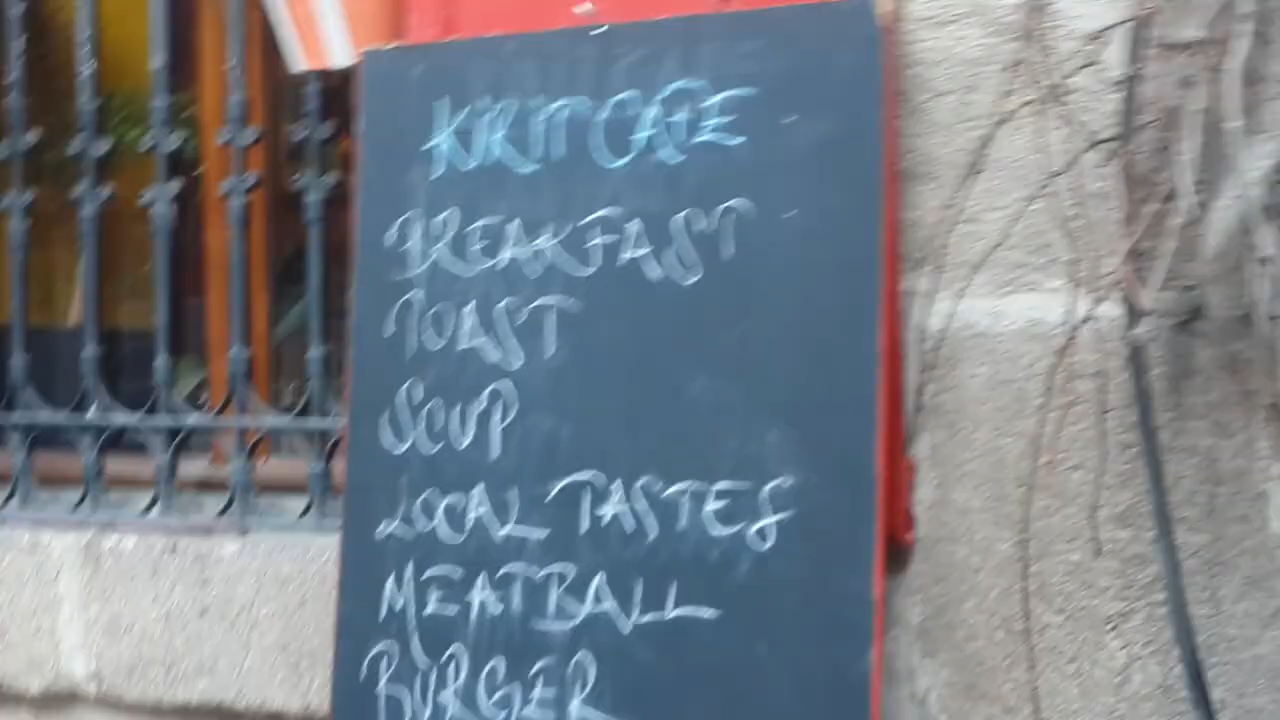 KIRIT CAFE
BREAKFAST
TOAST
SOUP
LOCAL TASTES
MEATBALL
BURGER